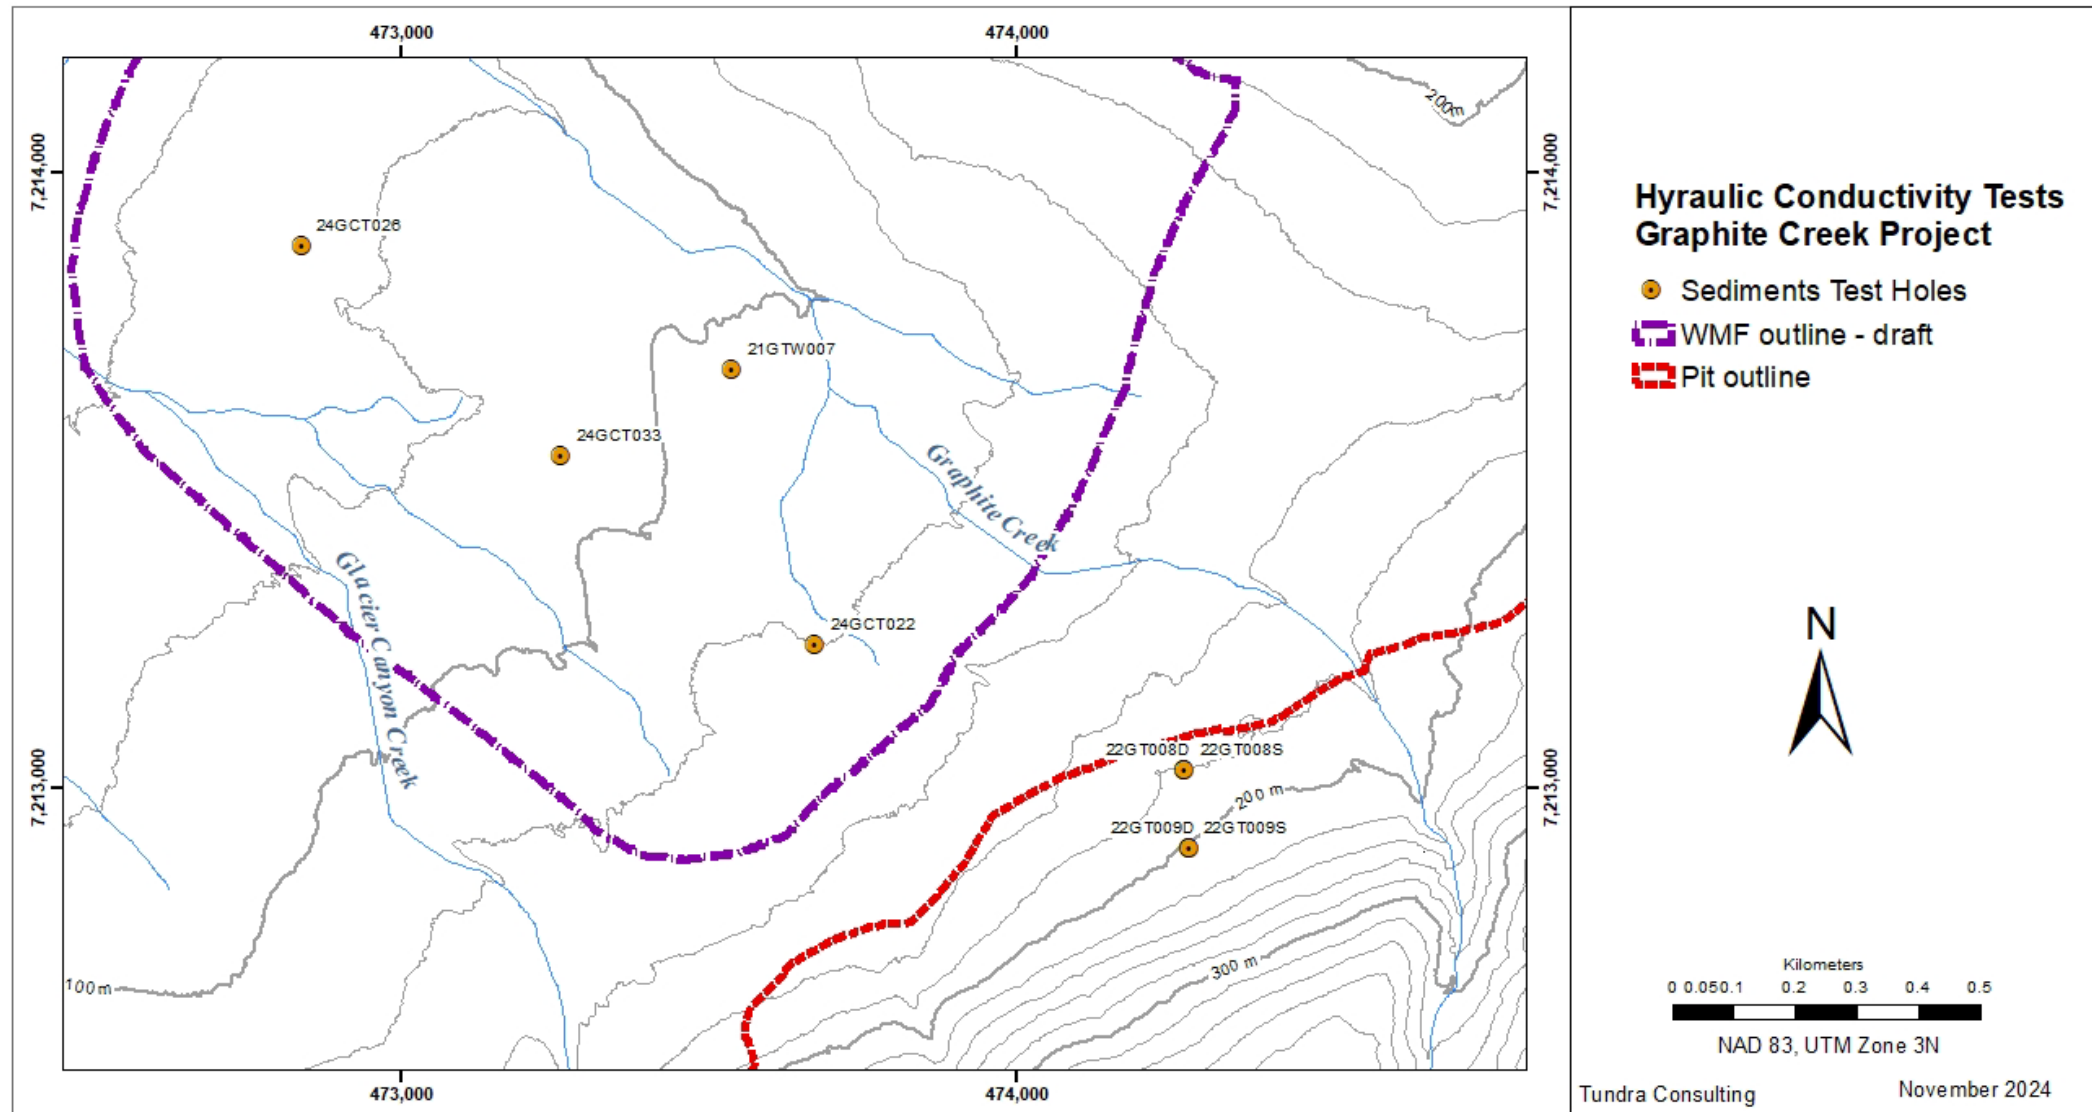 473,000
474,000
200m
7,214,000
7,214,000
24GCT026
21GTW007
24GCT033
Graphite Creek
Glacier Canyon Creek
24GCT022
22GT008D 22GT008S
200 m
22GT009D 22GT009S
7,213,000
7,213,000
300 m
100m
473,000
474,000
Hyraulic Conductivity Tests
Graphite Creek Project
Sediments Test Holes
WMF outline - draft
Pit outline
N
Kilometers
0 0.050.1 0.2 0.3 0.4 0.5
NAD 83, UTM Zone 3N
Tundra Consulting
November 2024